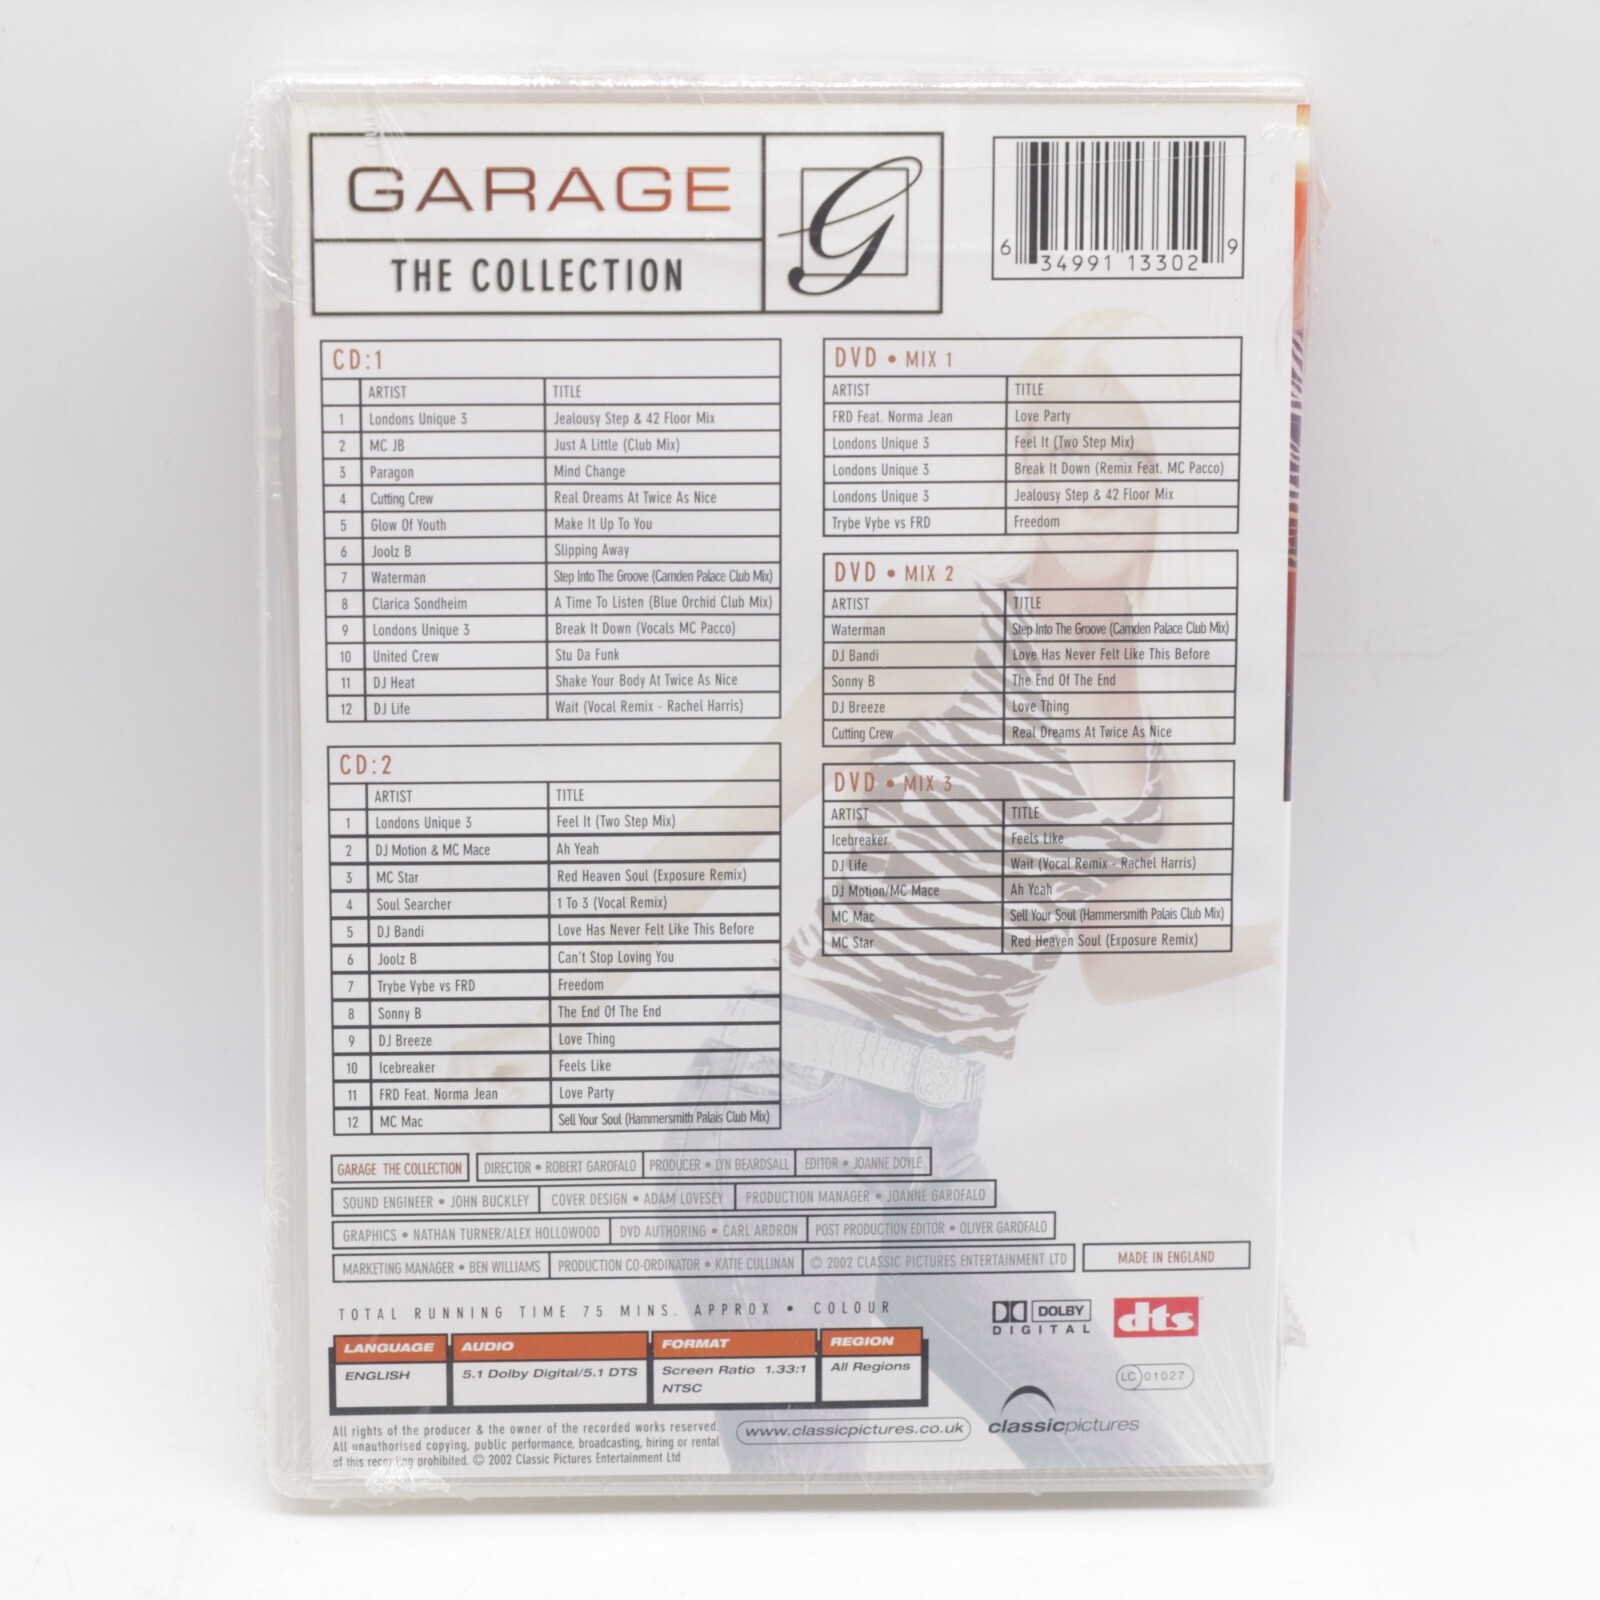 GARAGE
THE COLLECTION
G
6 34991 13302 9
CD:1
ARTIST TITLE
1 Londons Unique 3 Jealousy Step & 42 Floor Mix
2 MC JB Just A Little (Club Mix)
3 Paragon Mind Change
4 Cutting Crew Real Dreams At Twice As Nice
5 Glow Of Youth Make It Up To You
6 Joolz B Slipping Away
7 Waterman Step Into The Groove (Camden Palace Club Mix)
8 Clarica Sondheim A Time To Listen (Blue Orchid Club Mix)
9 Londons Unique 3 Break It Down (Vocals MC Pacco)
10 United Crew Stu Da Funk
11 DJ Heat Shake Your Body At Twice As Nice
12 DJ Life Wait (Vocal Remix - Rachel Harris)
CD:2
ARTIST TITLE
1 Londons Unique 3 Feel It (Two Step Mix)
2 DJ Motion & MC Mace Ah Yeah
3 MC Star Red Heaven Soul (Exposure Remix)
4 Soul Searcher 1 To 3 (Vocal Remix)
5 DJ Bandi Love Has Never Felt Like This Before
6 Joolz B Can't Stop Loving You
7 Trybe Vybe vs FRD Freedom
8 Sonny B The End Of The End
9 DJ Breeze Love Thing
10 Icebreaker Feels Like
11 FRD Feat. Norma Jean Love Party
12 MC Mac Sell Your Soul (Hammersmith Palais Club Mix)
DVD • MIX 1
ARTIST TITLE
FRD Feat. Norma Jean Love Party
Londons Unique 3 Feel It (Two Step Mix)
Londons Unique 3 Break It Down (Remix Feat. MC Pacco)
Londons Unique 3 Jealousy Step & 42 Floor Mix
Trybe Vybe vs FRD Freedom
DVD • MIX 2
ARTIST TITLE
Waterman Step Into The Groove (Camden Palace Club Mix)
DJ Bandi Love Has Never Felt Like This Before
Sonny B The End Of The End
DJ Breeze Love Thing
Cutting Crew Real Dreams At Twice As Nice
DVD • MIX 3
ARTIST TITLE
Icebreaker Feels Like
DJ Life Wait (Vocal Remix - Rachel Harris)
DJ Motion/MC Mace Ah Yeah
MC Mac Sell Your Soul (Hammersmith Palais Club Mix)
MC Star Red Heaven Soul (Exposure Remix)
GARAGE THE COLLECTION DIRECTOR • ROBERT GAROFALO PRODUCER • LYN BEARDSALL EDITOR • JOANNE DOYLE
SOUND ENGINEER • JOHN BUCKLEY COVER DESIGN • ADAM LOVESEY PRODUCTION MANAGER • JOANNE GAROFALO
GRAPHICS • NATHAN TURNER/ALEX HOLLOWOOD DVD AUTHORING • CARL ARDRON POST PRODUCTION EDITOR • OLIVER GAROFALO
MARKETING MANAGER • BEN WILLIAMS PRODUCTION CO-ORDINATOR • KATIE CULLINAN © 2002 CLASSIC PICTURES ENTERTAINMENT LTD MADE IN ENGLAND
TOTAL RUNNING TIME 75 MINS. APPROX • COLOUR
DOLBY
DIGITAL
dts
LANGUAGE AUDIO FORMAT REGION
ENGLISH 5.1 Dolby Digital/5.1 DTS Screen Ratio 1.33:1 All Regions
NTSC
LC 01027
All rights of the producer & the owner of the recorded works reserved.
All unauthorised copying, public performance, broadcasting, hiring or rental
of this recording prohibited. © 2002 Classic Pictures Entertainment Ltd
www.classicpictures.co.uk
classicpictures